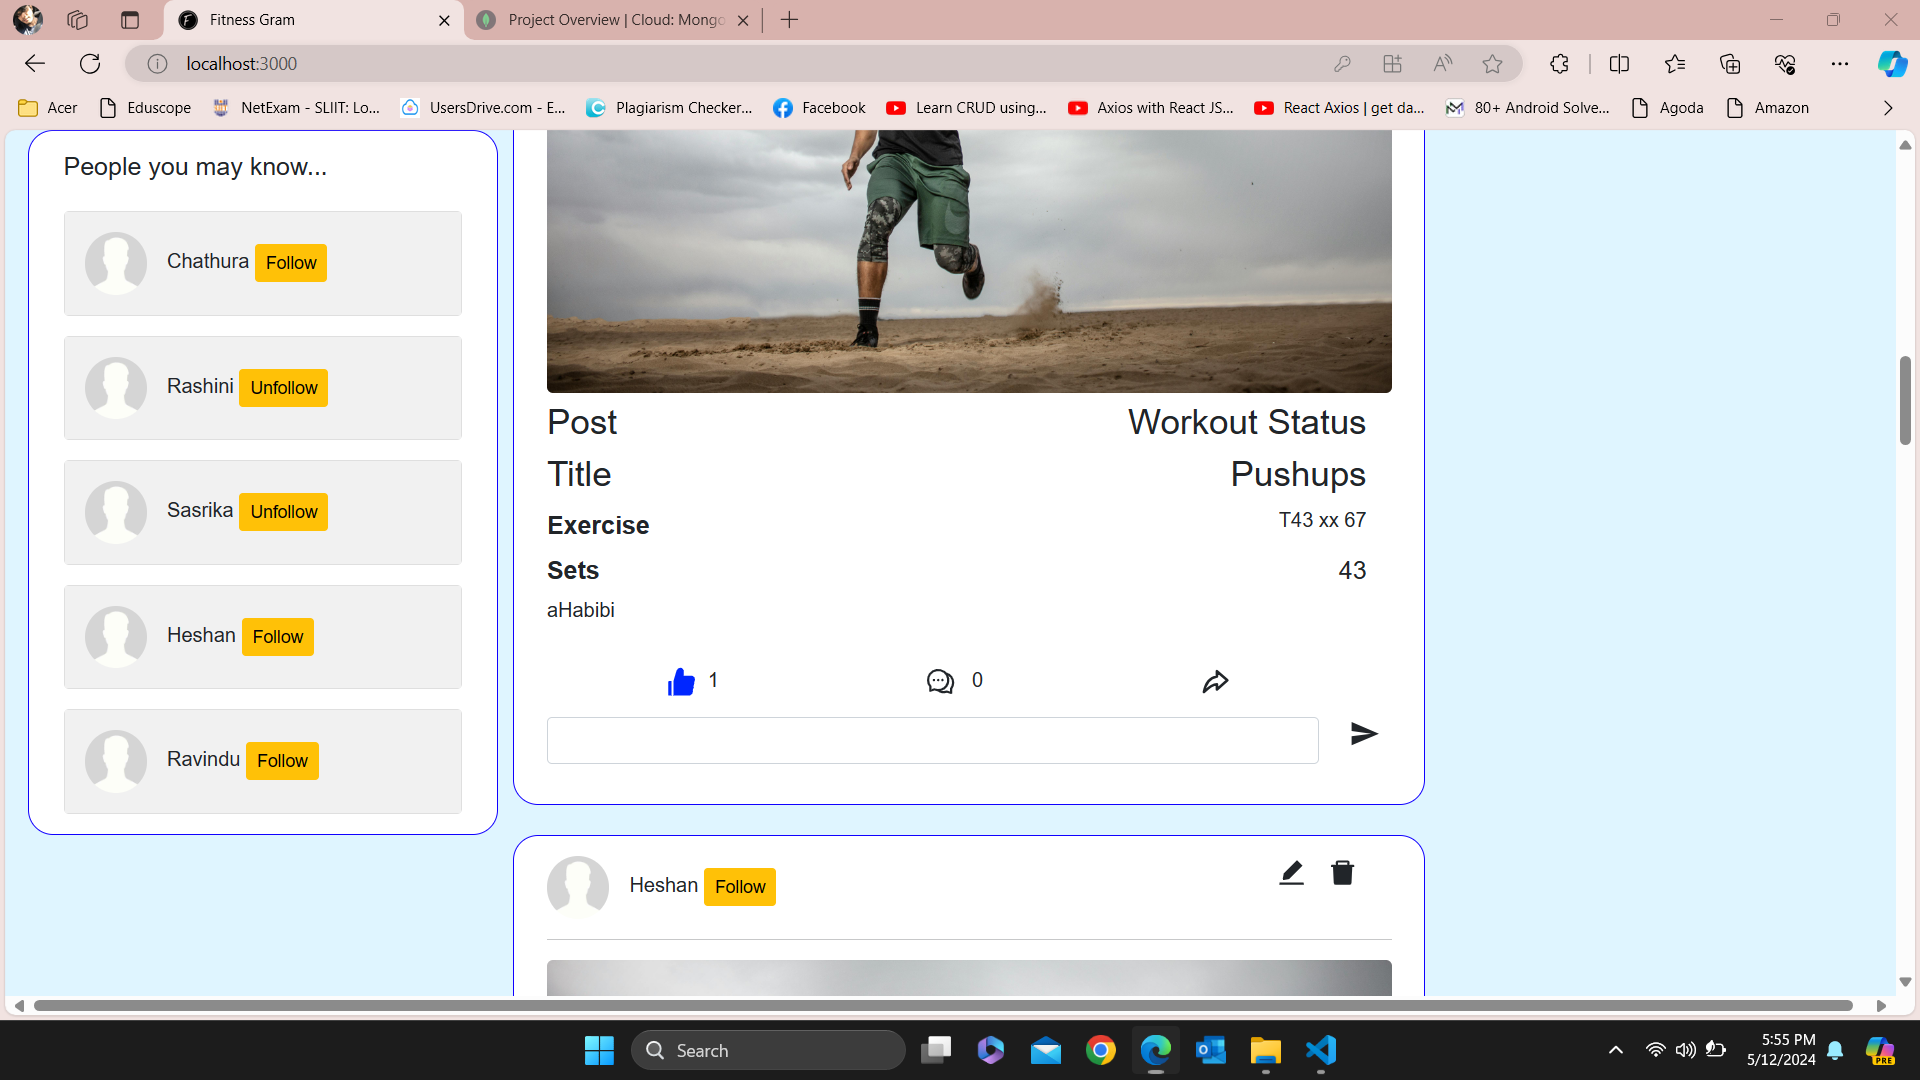 Fitness Gram
Project Overview | Cloud: Mongo
localhost:3000
Acer
Eduscope
NetExam - SLIIT: Lo...
UsersDrive.com - E...
Plagiarism Checker...
Facebook
Learn CRUD using...
Axios with React JS...
React Axios | get da...
80+ Android Solve...
Agoda
Amazon
People you may know...
Chathura Follow
Rashini Unfollow
Sasrika Unfollow
Heshan Follow
Ravindu Follow
Post
Workout Status
Title
Pushups
Exercise
T43 xx 67
Sets
43
aHabibi
1
0
Heshan Follow
Search
5:55 PM
5/12/2024
PRE